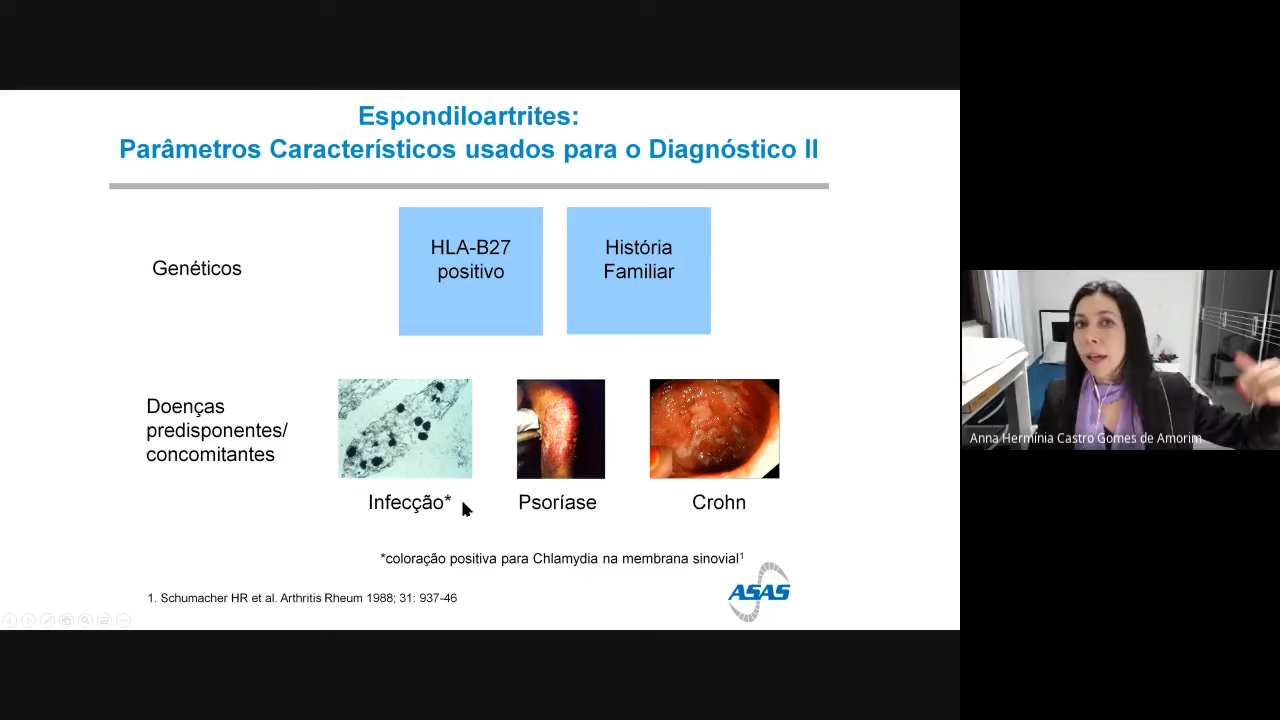 Espondiloartrites:
Parâmetros Característicos usados para o Diagnóstico II
Genéticos
HLA-B27
positivo
História
Familiar
Doenças
predisponentes/
concomitantes
Infecção*
Psoríase
Crohn
*coloração positiva para Chlamydia na membrana sinovial¹
ASAS
1. Schumacher HR et al. Arthritis Rheum 1988; 31: 937-46
Anna Hermínia Castro Gomes de Amorim